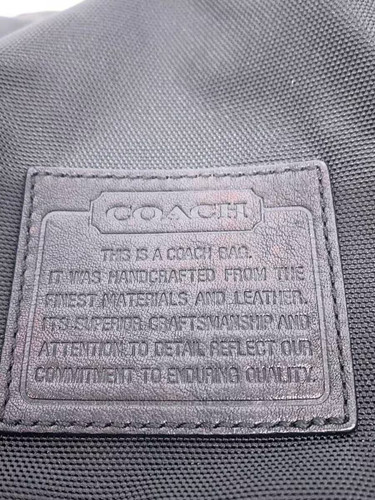 COACH
THIS IS A COACH BAG.
IT WAS HANDCRAFTED FROM THE
FINEST MATERIALS AND LEATHER.
ITS SUPERIOR CRAFTSMANSHIP AND
ATTENTION TO DETAIL REFLECT OUR
COMMITMENT TO ENDURING QUALITY.